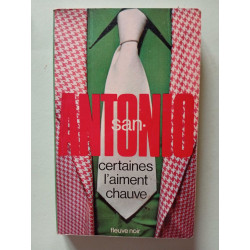 san-
ANTONIO
certaines
l'aiment
chauve
fleuve noir